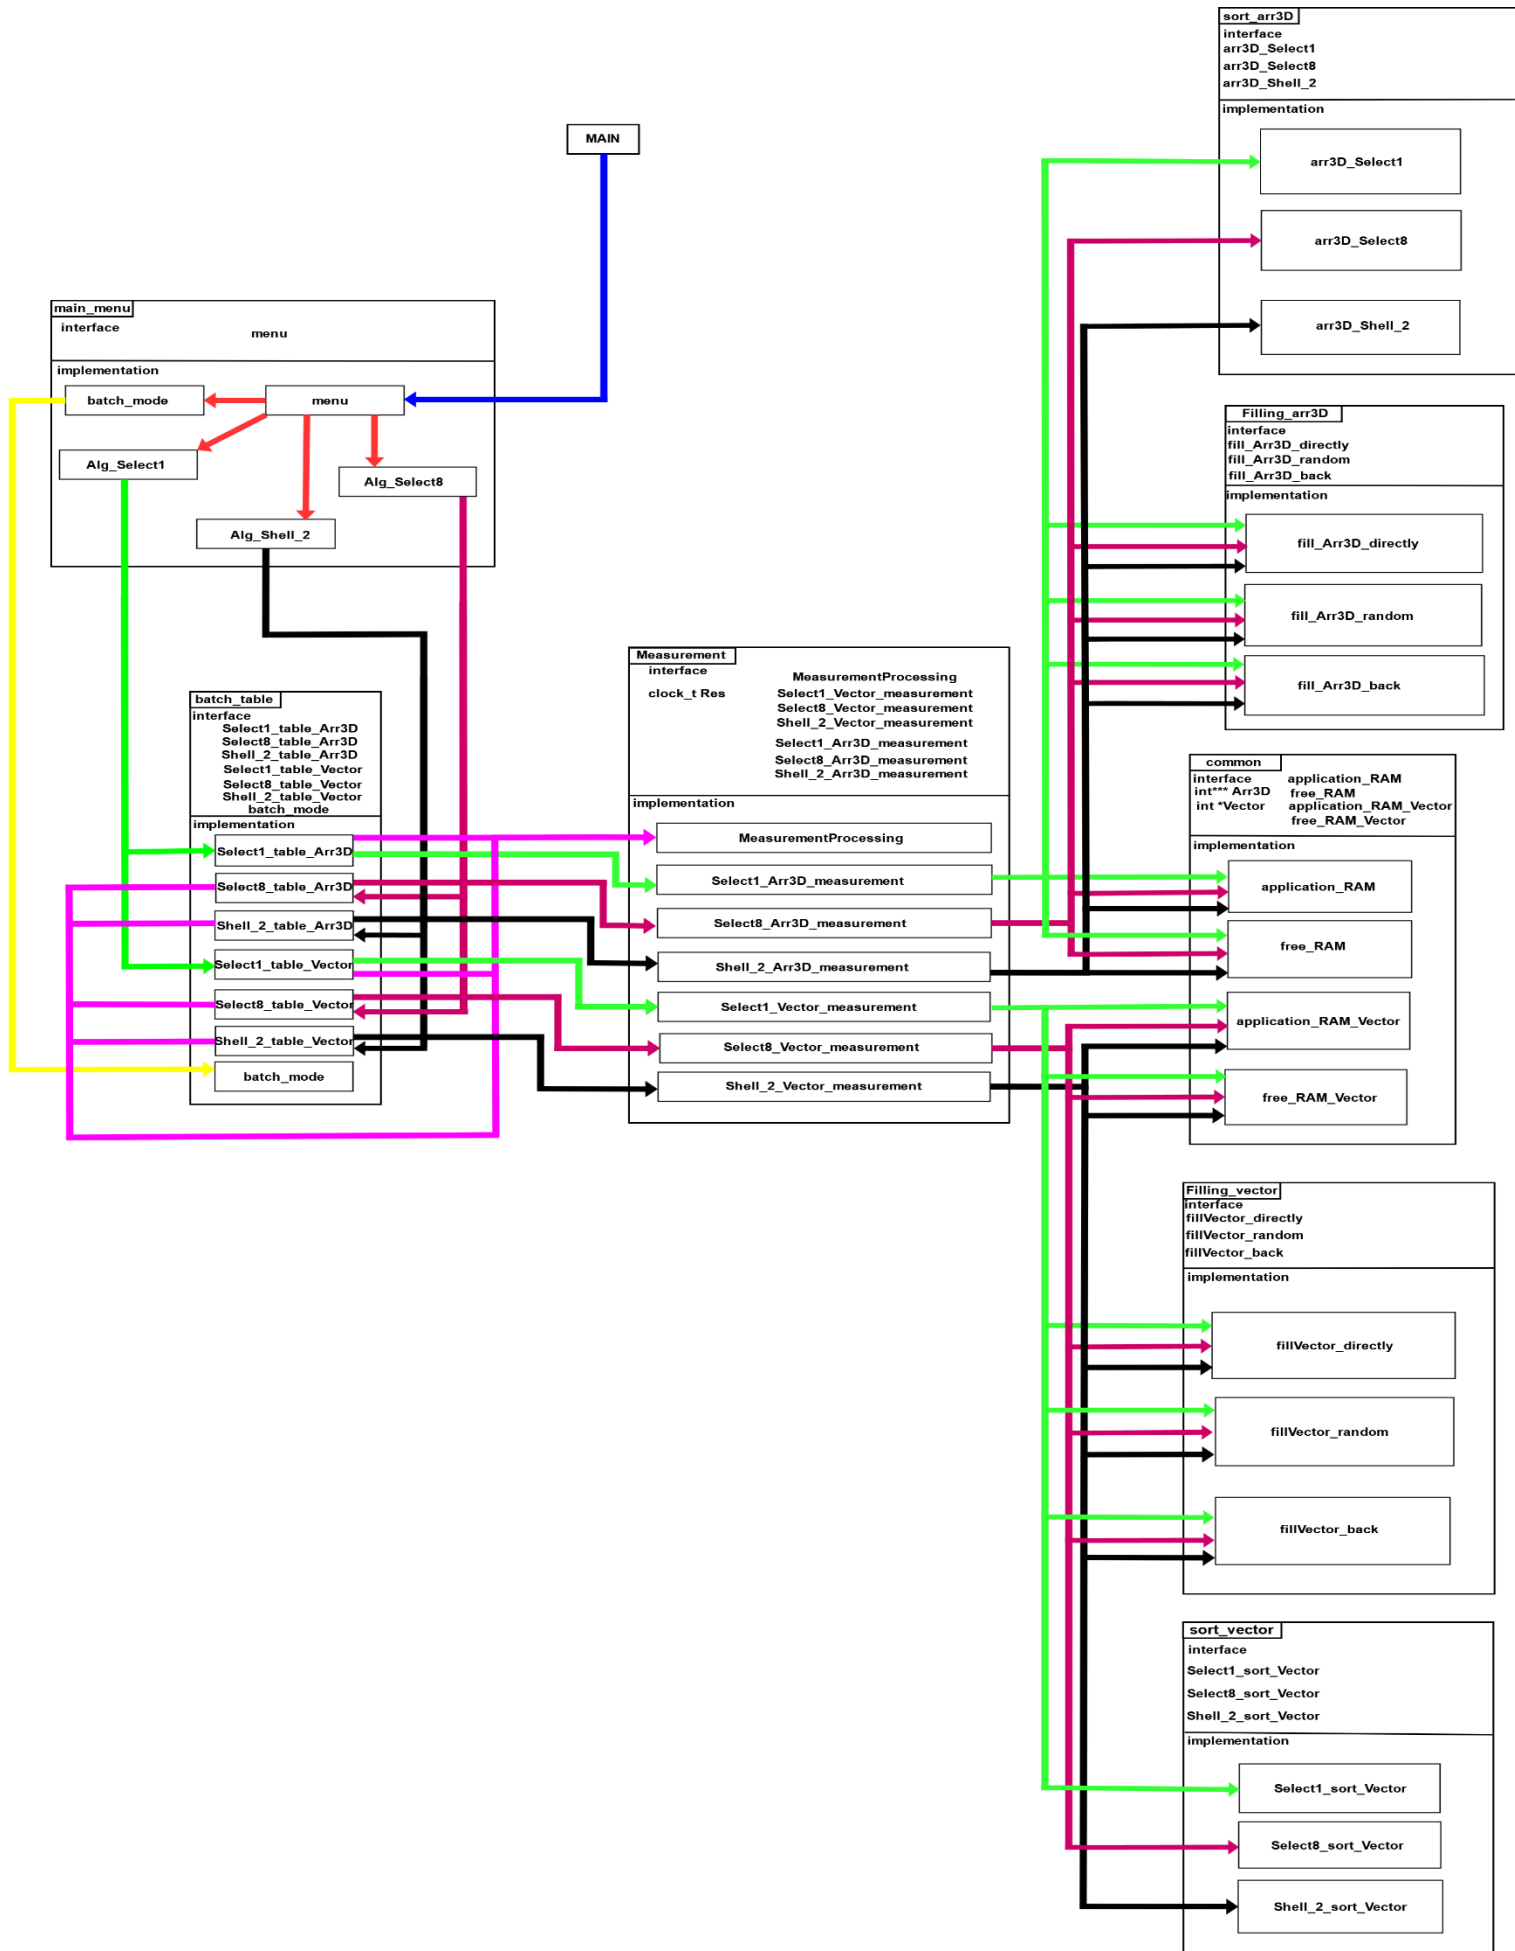 MAIN
main_menu
interface
menu
implementation
batch_mode
menu
Alg_Select1
Alg_Select8
Alg_Shell_2
batch_table
interface
Select1_table_Arr3D
Select8_table_Arr3D
Shell_2_table_Arr3D
Select1_table_Vector
Select8_table_Vector
Shell_2_table_Vector
batch_mode
implementation
Select1_table_Arr3D
Select8_table_Arr3D
Shell_2_table_Arr3D
Select1_table_Vector
Select8_table_Vector
Shell_2_table_Vector
batch_mode
Measurement
interface
MeasurementProcessing
clock_t Res
Select1_Vector_measurement
Select8_Vector_measurement
Shell_2_Vector_measurement
Select1_Arr3D_measurement
Select8_Arr3D_measurement
Shell_2_Arr3D_measurement
implementation
MeasurementProcessing
Select1_Arr3D_measurement
Select8_Arr3D_measurement
Shell_2_Arr3D_measurement
Select1_Vector_measurement
Select8_Vector_measurement
Shell_2_Vector_measurement
sort_arr3D
interface
arr3D_Select1
arr3D_Select8
arr3D_Shell_2
implementation
arr3D_Select1
arr3D_Select8
arr3D_Shell_2
Filling_arr3D
interface
fill_Arr3D_directly
fill_Arr3D_random
fill_Arr3D_back
implementation
fill_Arr3D_directly
fill_Arr3D_random
fill_Arr3D_back
common
interface application_RAM
int*** Arr3D free_RAM
int *Vector application_RAM_Vector
free_RAM_Vector
implementation
application_RAM
free_RAM
application_RAM_Vector
free_RAM_Vector
Filling_vector
interface
fillVector_directly
fillVector_random
fillVector_back
implementation
fillVector_directly
fillVector_random
fillVector_back
sort_vector
interface
Select1_sort_Vector
Select8_sort_Vector
Shell_2_sort_Vector
implementation
Select1_sort_Vector
Select8_sort_Vector
Shell_2_sort_Vector